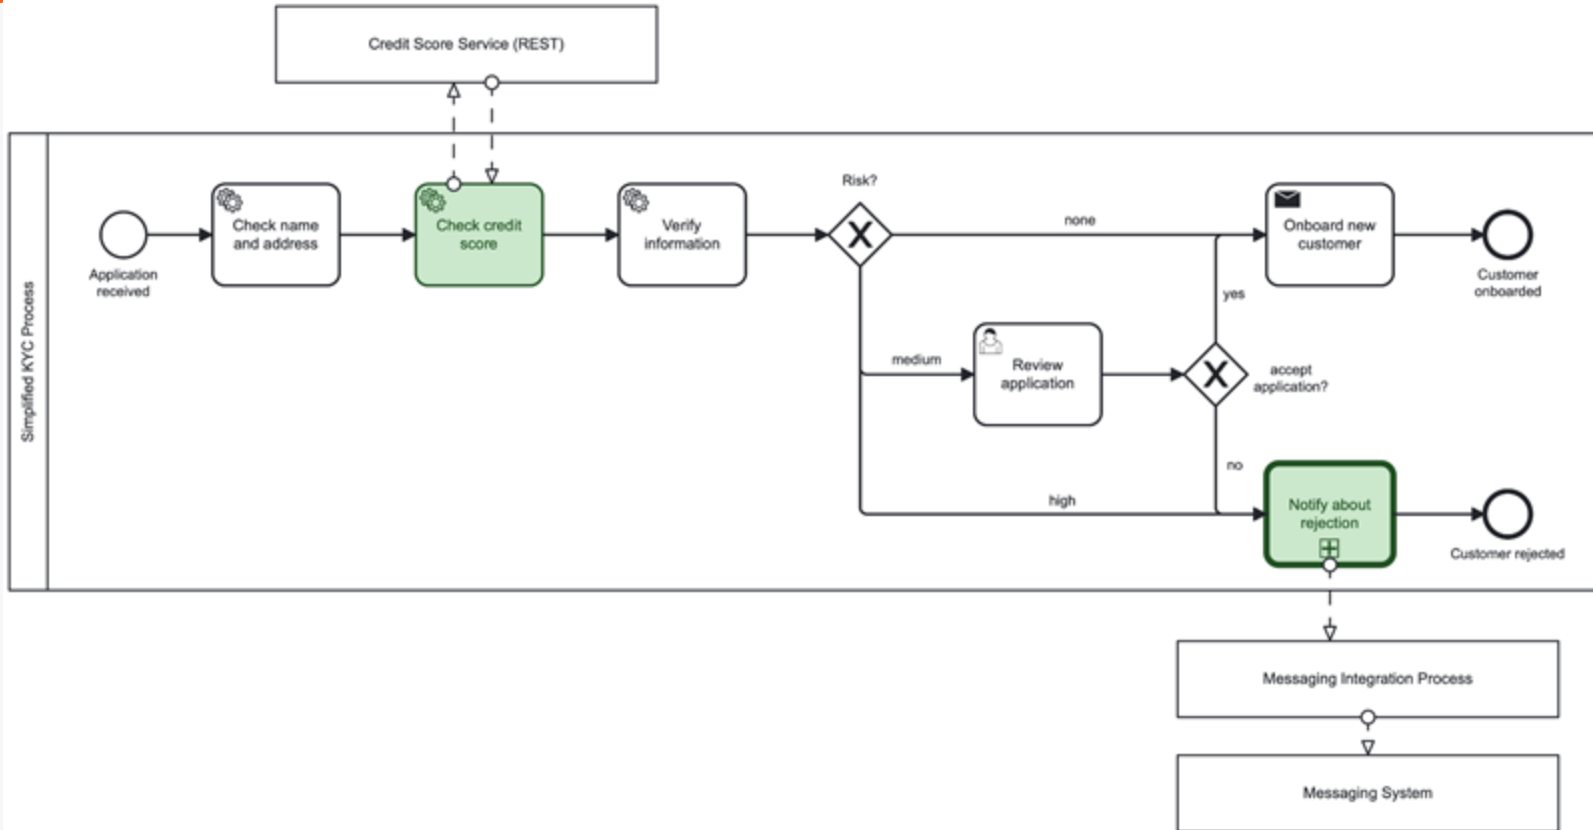 Credit Score Service (REST)
Simplified KYC Process
Application
received
Check name
and address
Check credit
score
Verify
information
Risk?
none
medium
high
Review
application
accept
application?
yes
no
Onboard new
customer
Customer
onboarded
Notify about
rejection
Customer rejected
Messaging Integration Process
Messaging System